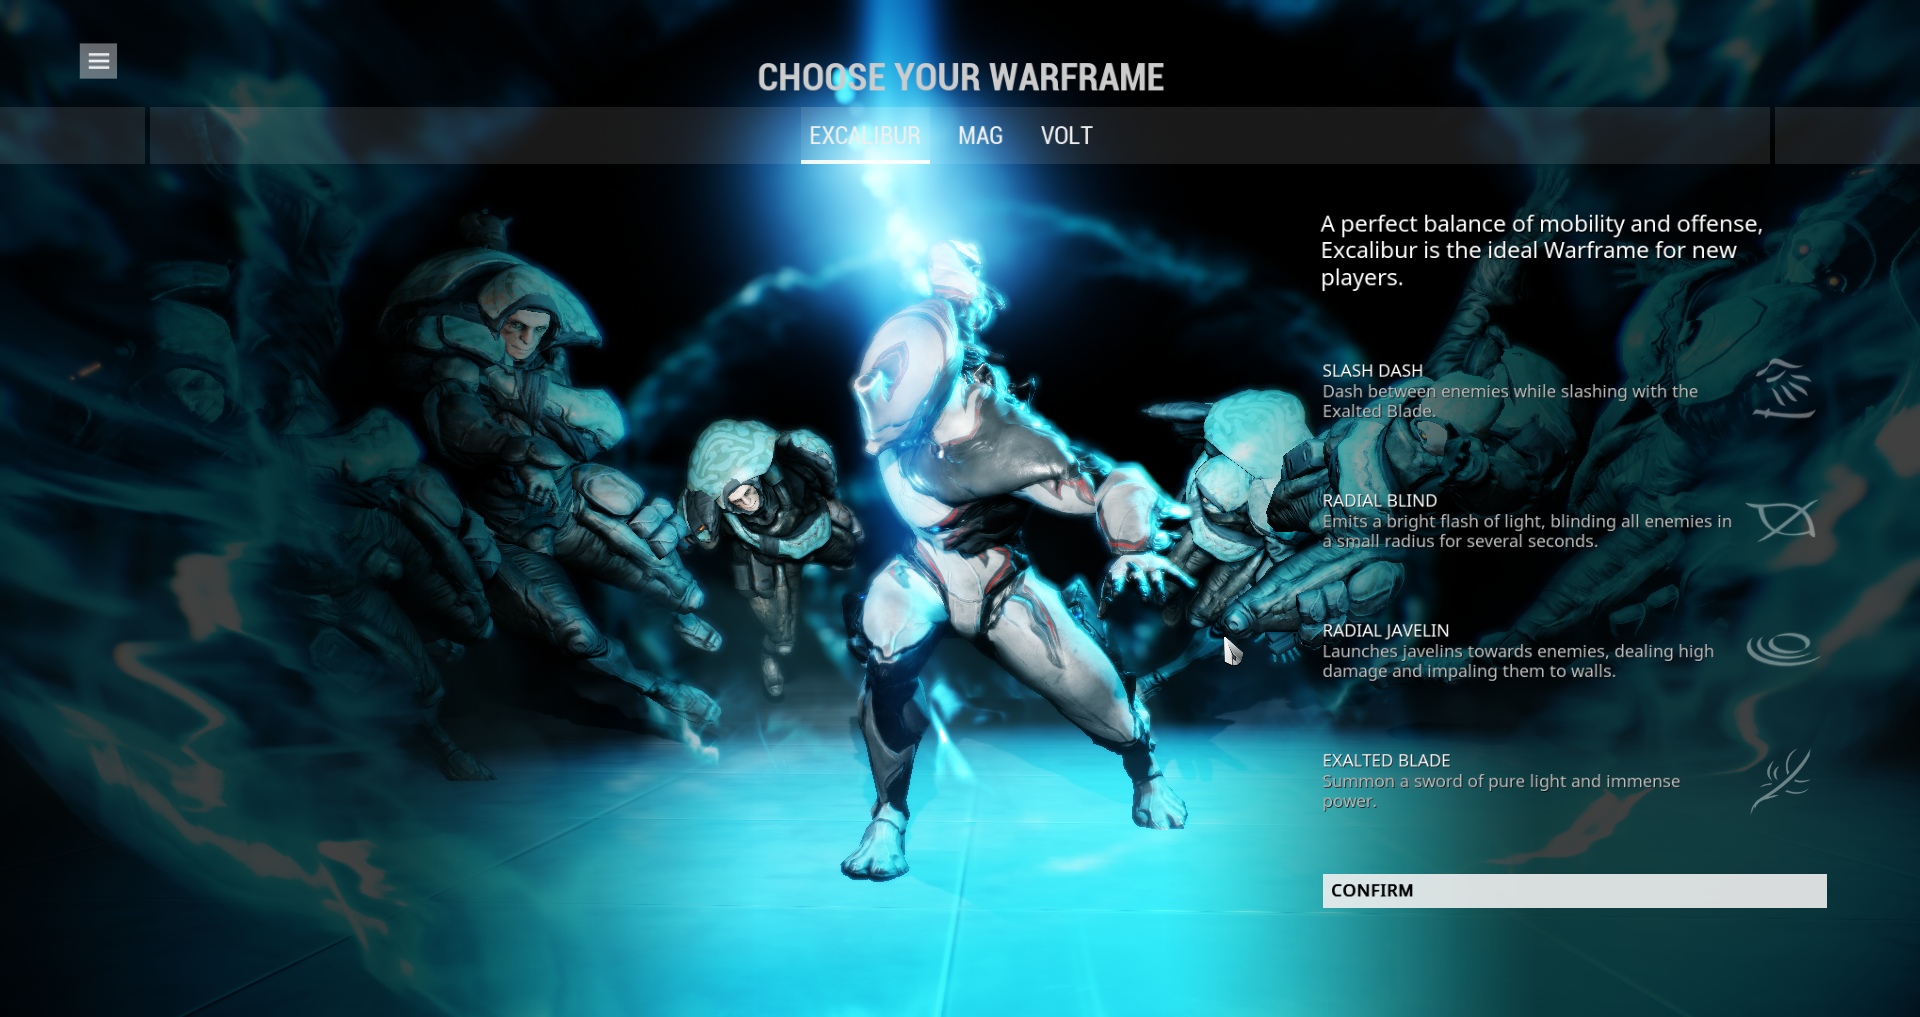 CHOOSE YOUR WARFRAME
EXCALIBUR MAG VOLT
A perfect balance of mobility and offense,
Excalibur is the ideal Warframe for new
players.
SLASH DASH
Dash between enemies while slashing with the
Exalted Blade.
RADIAL BLIND
Emits a bright flash of light, blinding all enemies in
a small radius for several seconds.
RADIAL JAVELIN
Launches javelins towards enemies, dealing high
damage and impaling them to walls.
EXALTED BLADE
Summon a sword of pure light and immense
power.
CONFIRM